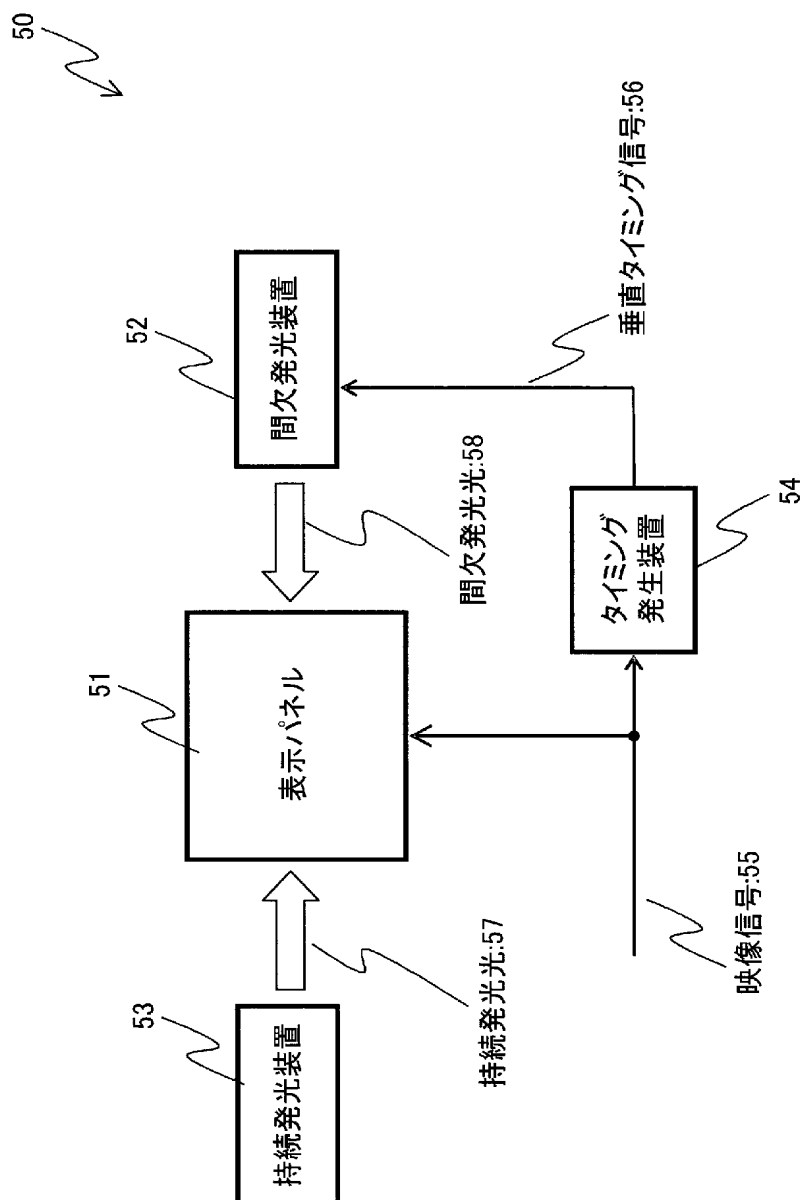 50
52
間欠発光装置
垂直タイミング信号:56
間欠発光光:58
51
表示パネル
タイミング
発生装置
54
53
持続発光装置
持続発光光:57
映像信号:55